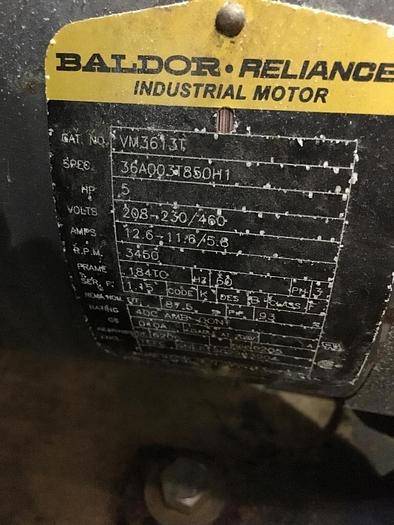 BALDOR · RELIANCE
INDUSTRIAL MOTOR
CAT. NO. VM3613T
SPEC. 36A003T850H1
HP 5
VOLTS 208-230/460
AMPS 12.6-11.6/5.8
R.P.M. 3450
FRAME 184TC HZ 60 PH 3
SER. F. 1.15 CODE K DES B CLASS F
NEMA NOM. EFF. 87.5 P.F. 93
RATING 40C AMB-CONT